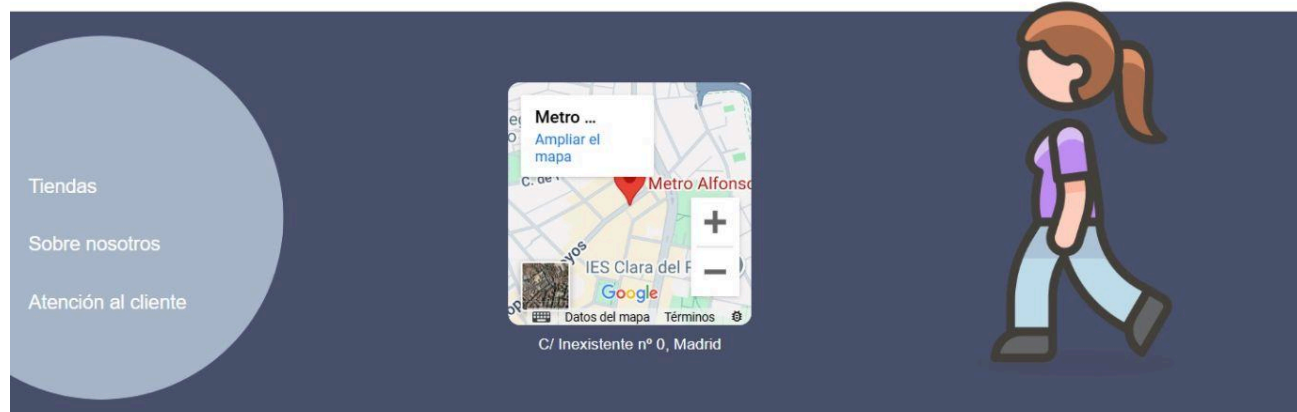 Tiendas
Sobre nosotros
Atención al cliente
Metro ...
Ampliar el
mapa
C. de
Metro Alfonso
IES Clara del
Google
Datos del mapa Términos
C/ Inexistente nº 0, Madrid